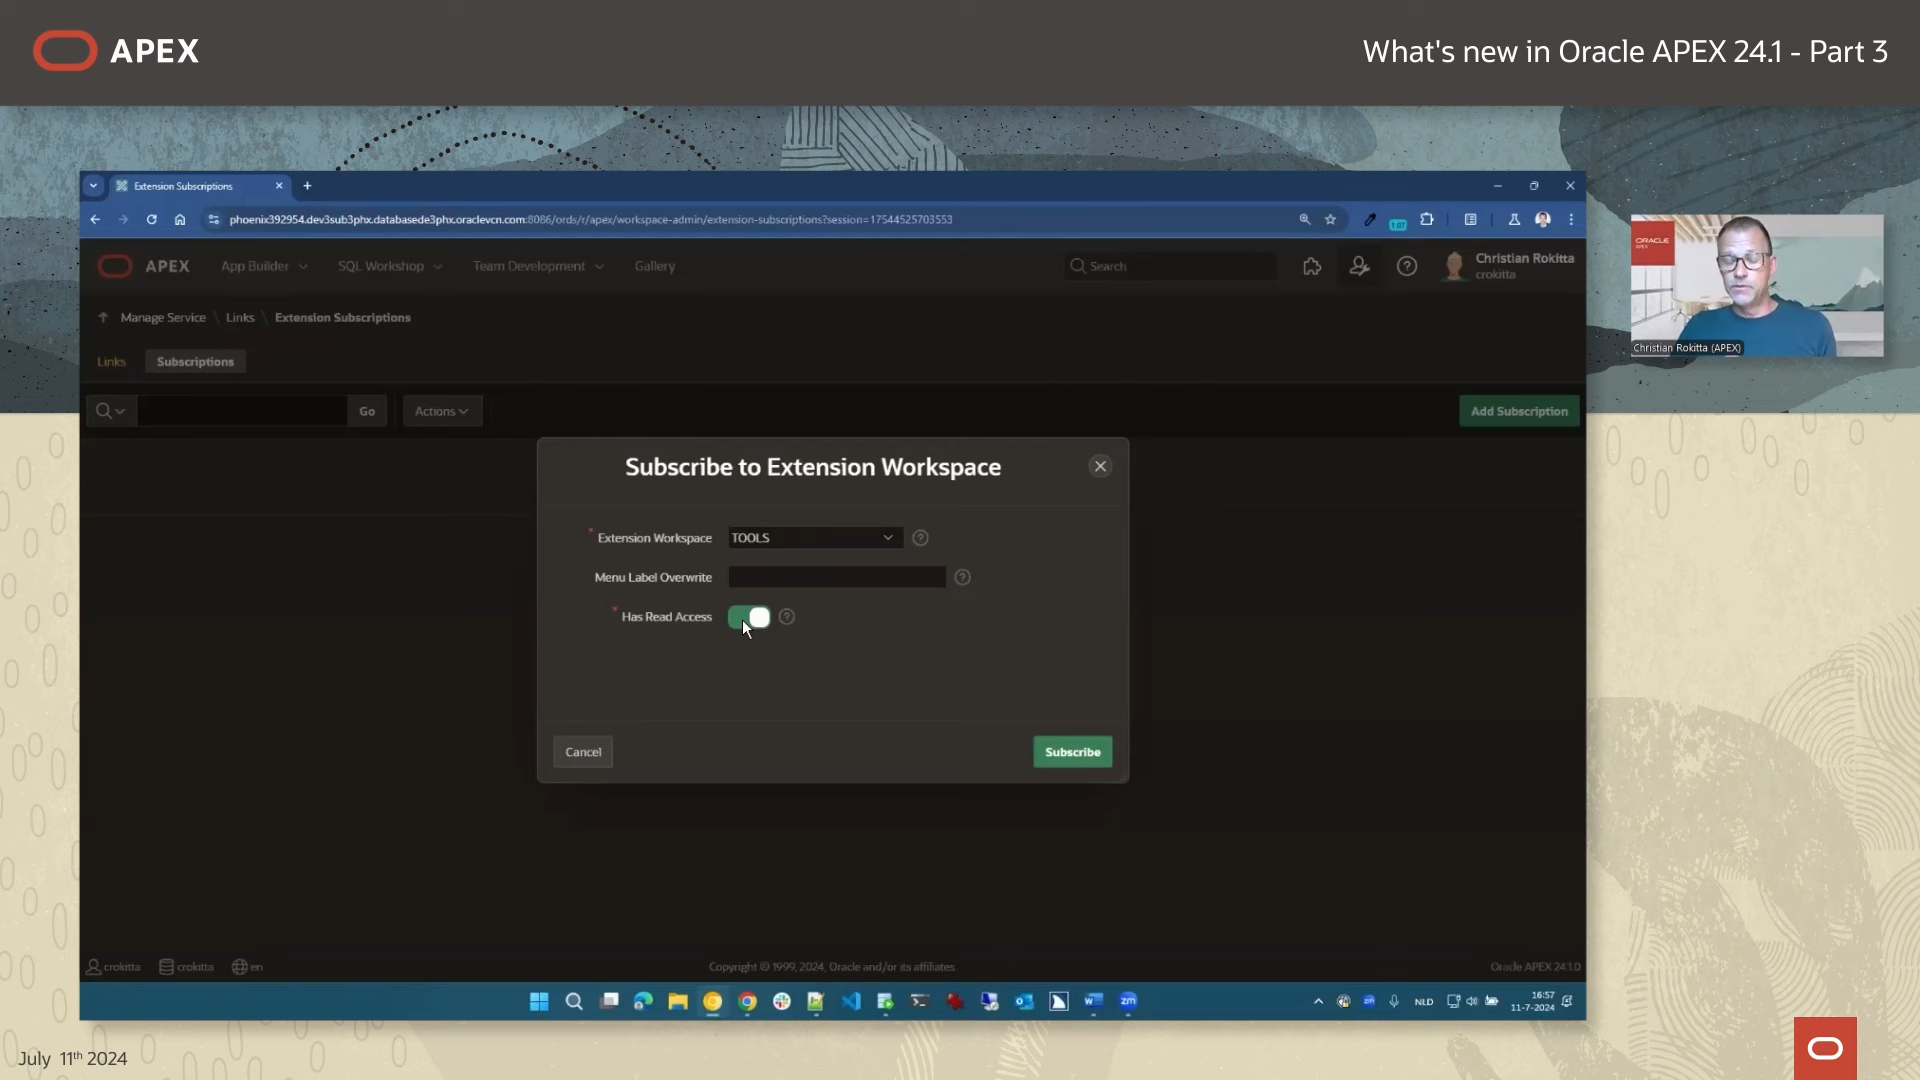 APEX
What's new in Oracle APEX 24.1 - Part 3
Extension Subscriptions
phoenix392954.dev3sub3phx.databasede3phx.oraclevcn.com:8086/ords/r/apex/workspace-admin/extension-subscriptions?session=17544525703553
APEX
App Builder
SQL Workshop
Team Development
Gallery
Search
Christian Rokitta
crokitta
Manage Service \ Links \ Extension Subscriptions
Links
Subscriptions
Go
Actions
Add Subscription
Subscribe to Extension Workspace
* Extension Workspace
TOOLS
Menu Label Overwrite
* Has Read Access
Cancel
Subscribe
ORACLE
APEX
Christian Rokitta (APEX)
crokitta
crokitta
en
Copyright © 1999, 2024, Oracle and/or its affiliates.
Oracle APEX 24.1.0
zm
zm
NLD
16:57
11-7-2024
July 11th 2024